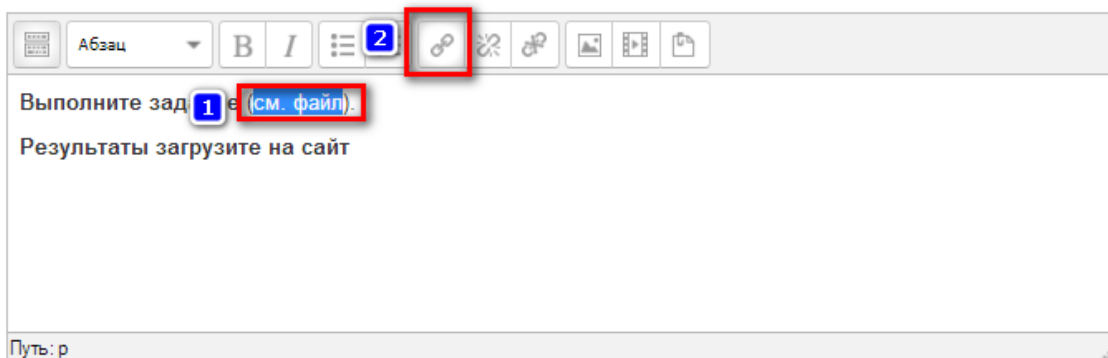 Абзац B I 2
Выполните зад 1 е (см. файл).
Результаты загрузите на сайт
Путь: p